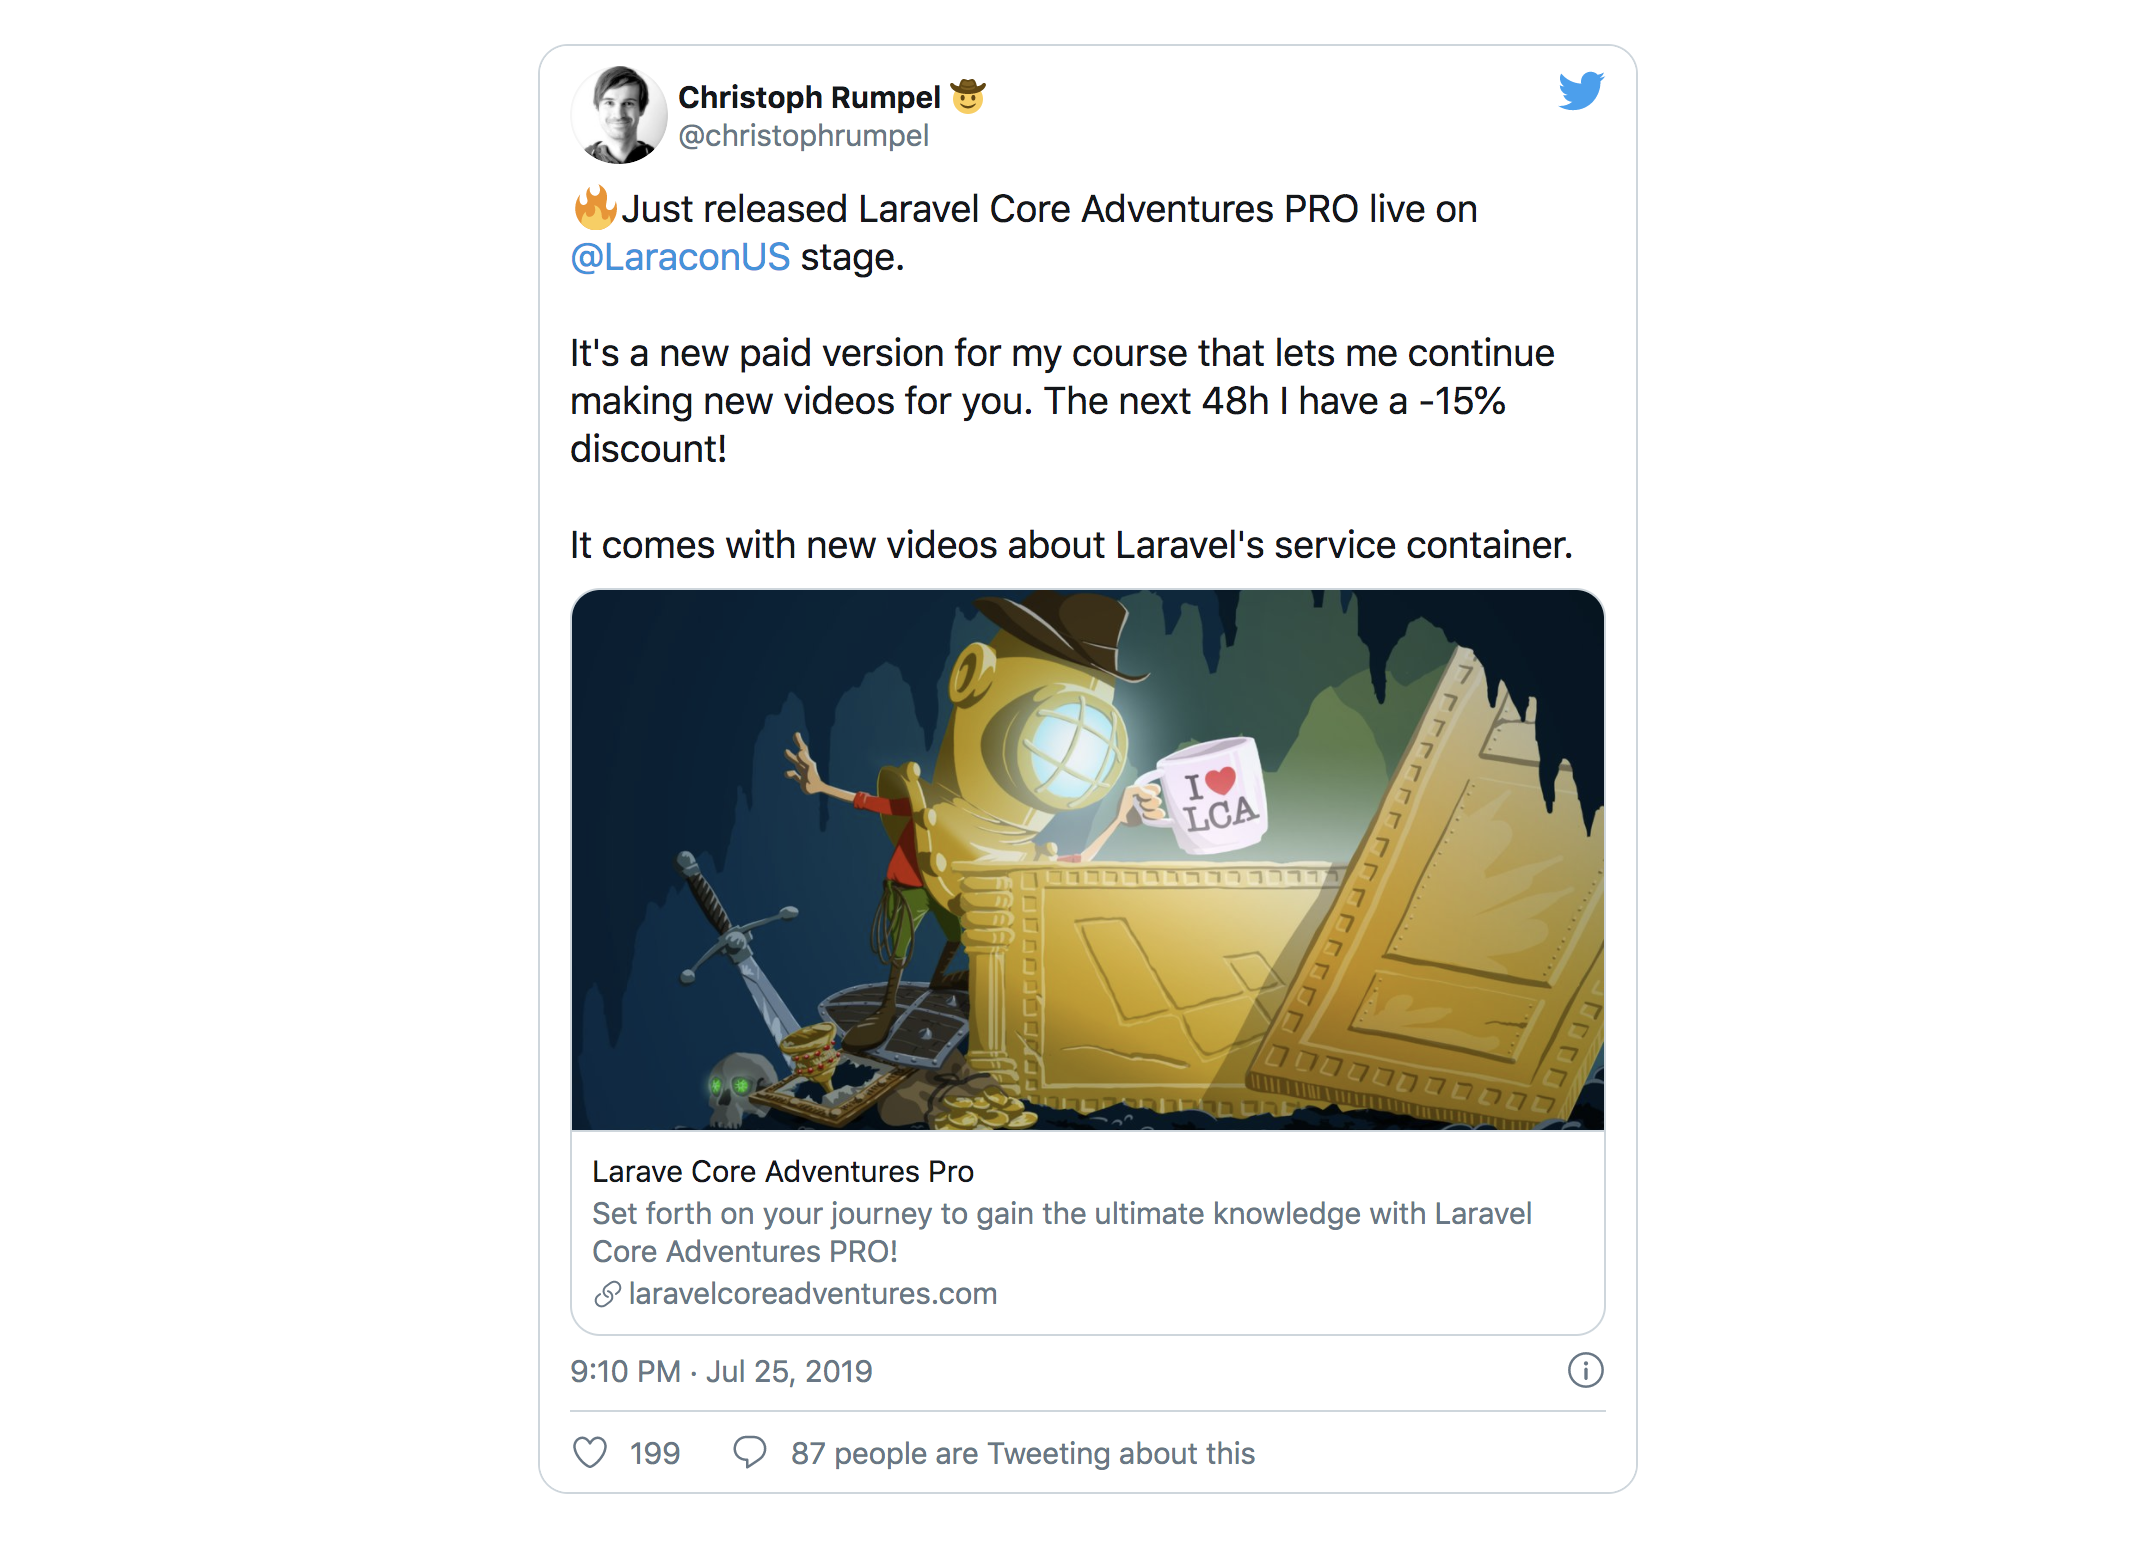 Christoph Rumpel 🤠
@christophrumpel
🔥Just released Laravel Core Adventures PRO live on
@LaraconUS stage.
It's a new paid version for my course that lets me continue
making new videos for you. The next 48h I have a -15%
discount!
It comes with new videos about Laravel's service container.
I ❤
LCA
Larave Core Adventures Pro
Set forth on your journey to gain the ultimate knowledge with Laravel
Core Adventures PRO!
laravelcoreadventures.com
9:10 PM · Jul 25, 2019
199 87 people are Tweeting about this